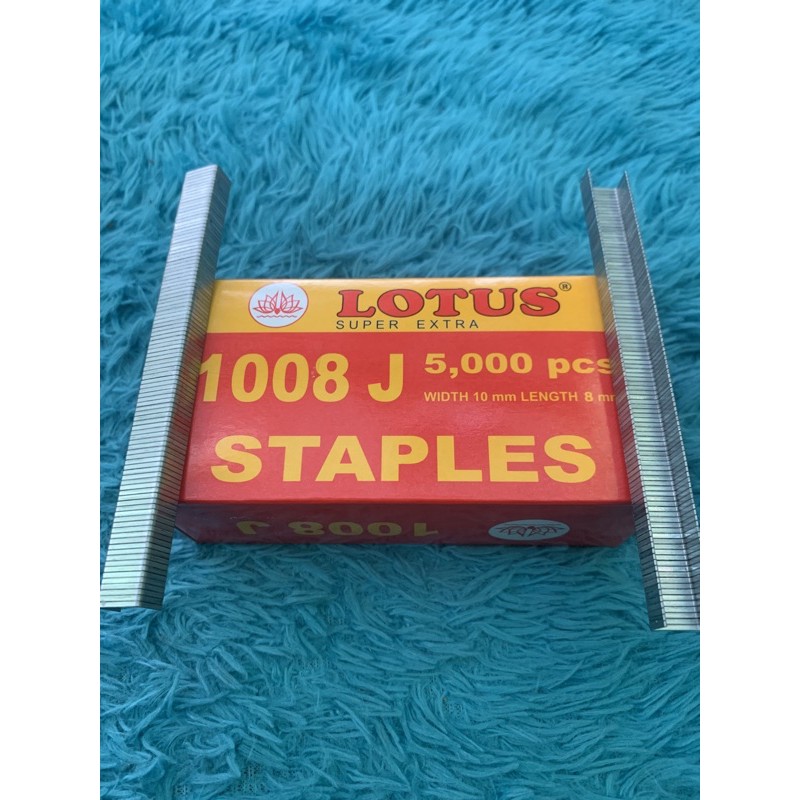 LOTUS®
SUPER EXTRA
1008 J
5,000 pcs
WIDTH 10 mm LENGTH 8 mm
STAPLES
1008 J